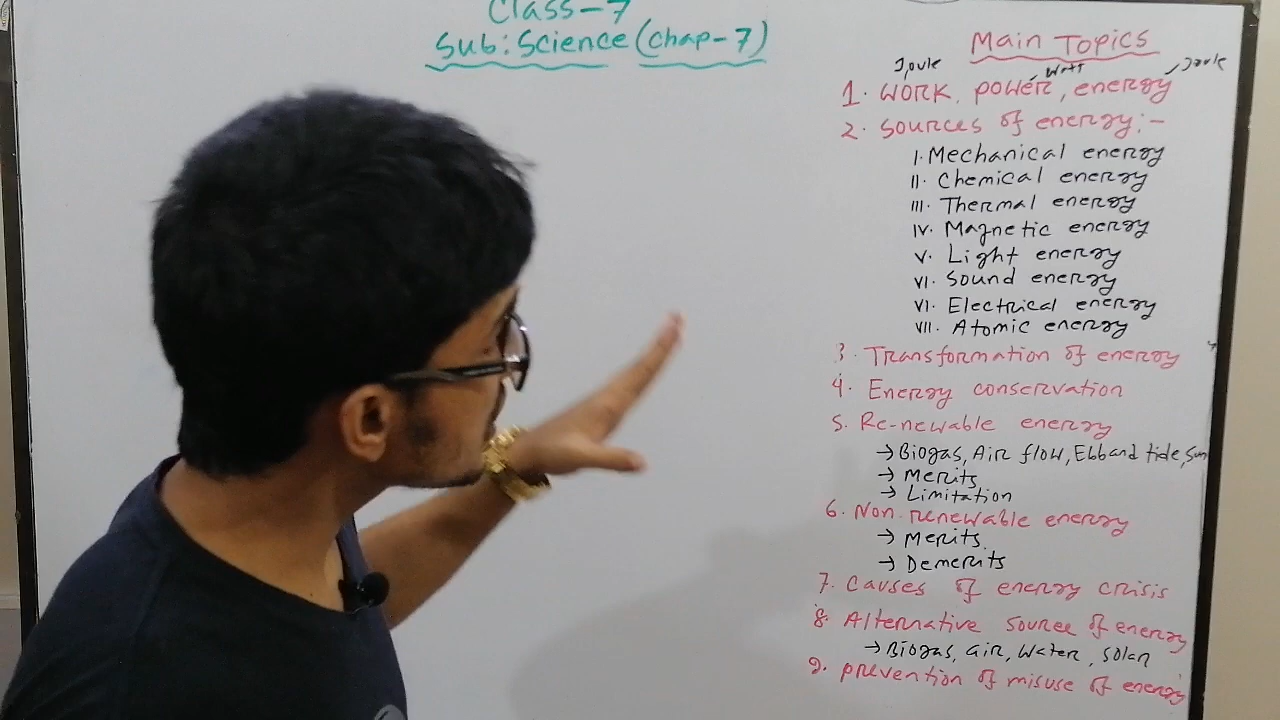 Class-7
Sub: Science (chap-7)
Main Topics
Joule
Watt
Joule
1. Work, power, energy
2. Sources of energy:-
I. Mechanical energy
II. Chemical energy
III. Thermal energy
IV. Magnetic energy
V. Light energy
VI. Sound energy
VI. Electrical energy
VII. Atomic energy
3. Transformation of energy
4. Energy conservation
5. Re-newable energy
→ Biogas, Air flow, Ebb and tide, Sun
→ Merits
→ Limitation
6. Non-renewable energy
→ Merits
→ Demerits
7. Causes of energy crisis
8. Alternative source of energy
→ Biogas, air, water, solar
9. prevention of misuse of energy